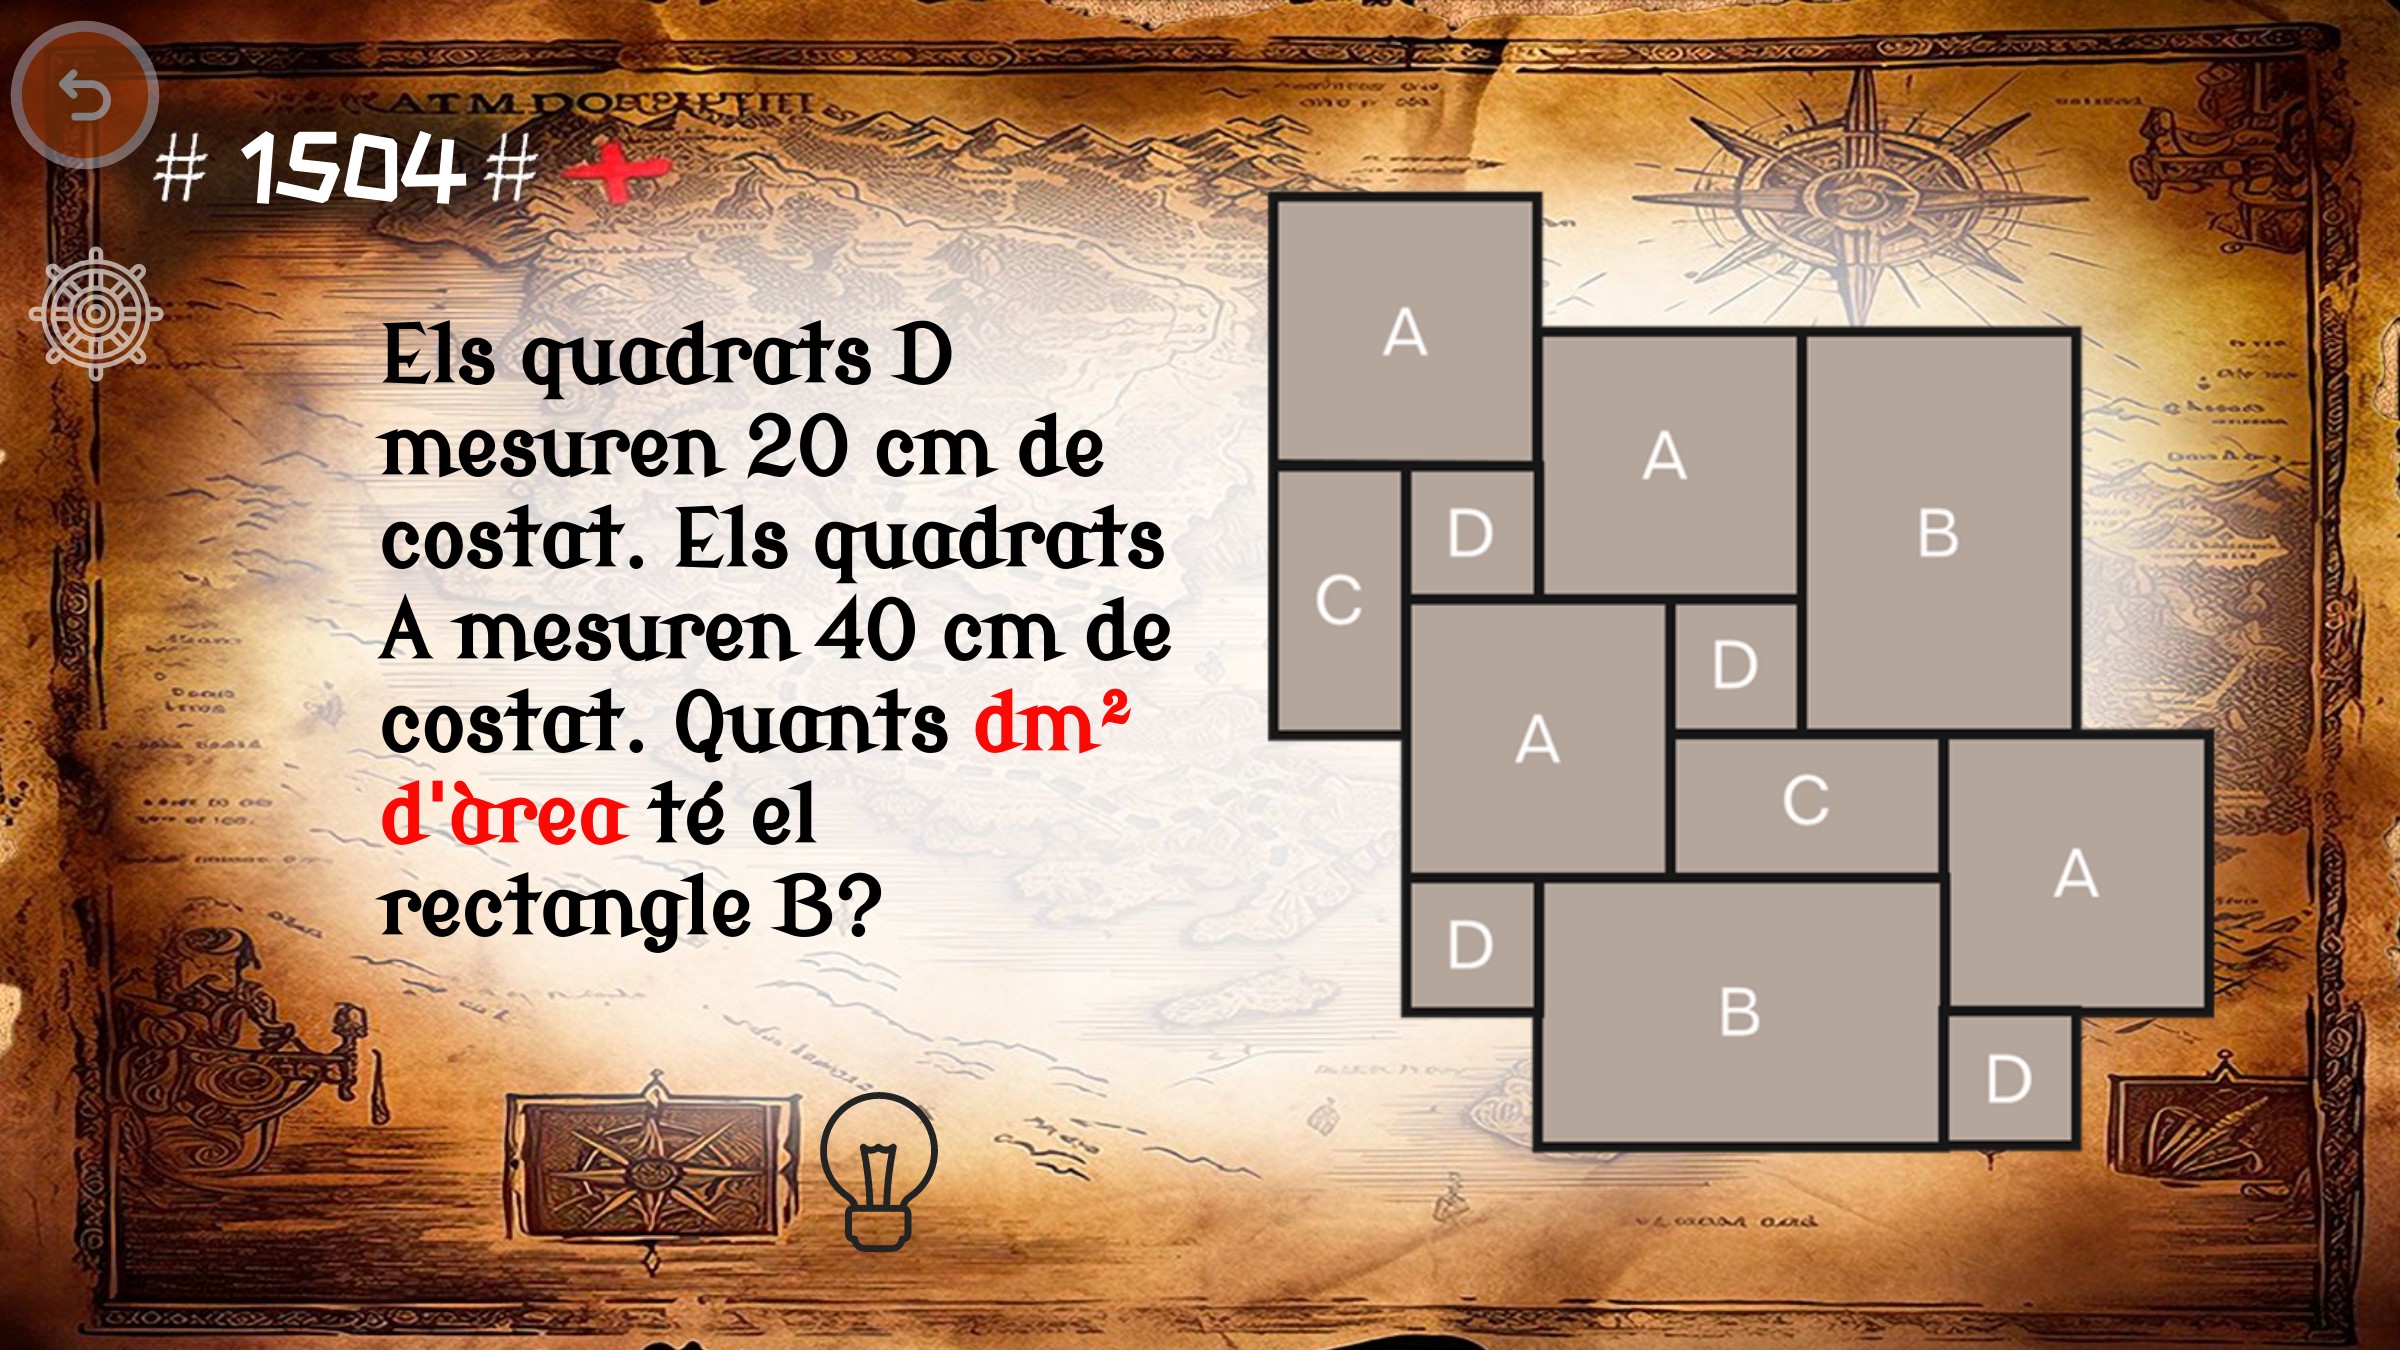 # 1504 #
Els quadrats D
mesuren 20 cm de
costat. Els quadrats
A mesuren 40 cm de
costat. Quants dm²
d'àrea té el
rectangle B?
A
A
B
C
D
A
D
C
A
D
B
D